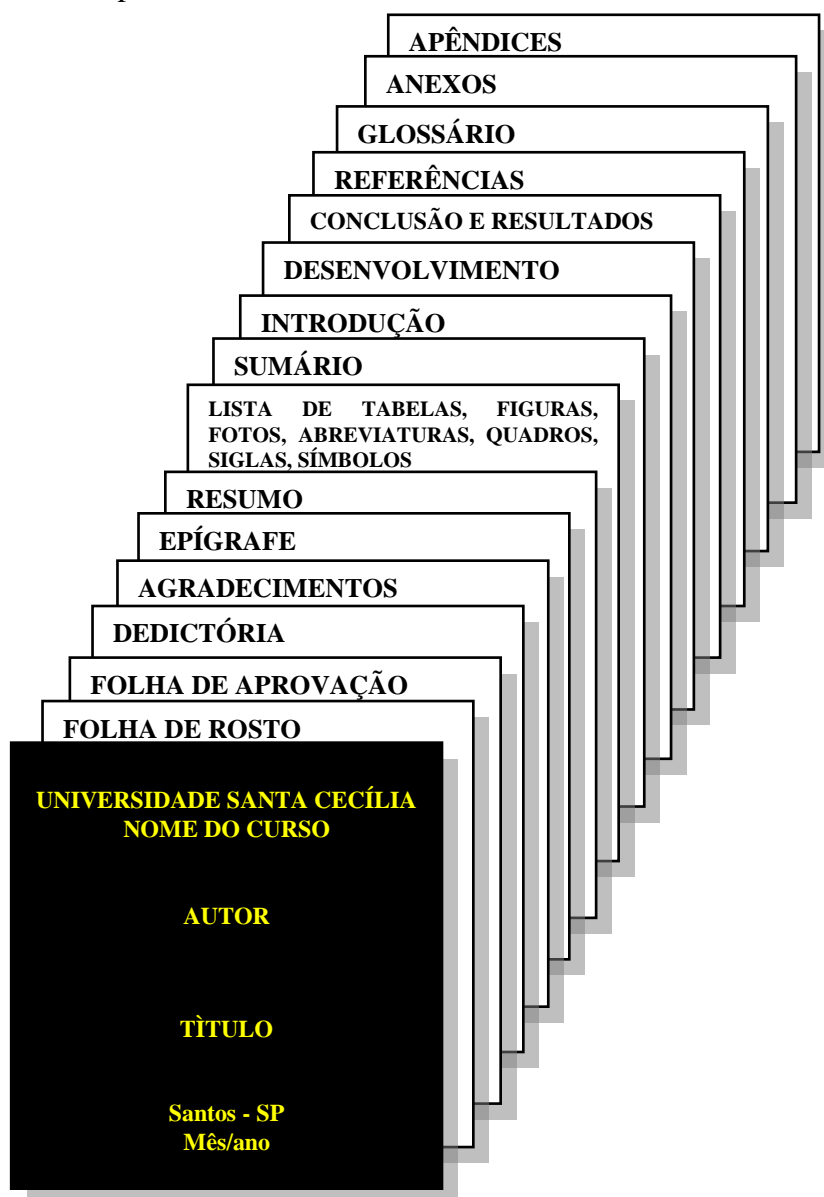 APÊNDICES
ANEXOS
GLOSSÁRIO
REFERÊNCIAS
CONCLUSÃO E RESULTADOS
DESENVOLVIMENTO
INTRODUÇÃO
SUMÁRIO
LISTA DE TABELAS, FIGURAS,
FOTOS, ABREVIATURAS, QUADROS,
SIGLAS, SÍMBOLOS
RESUMO
EPÍGRAFE
AGRADECIMENTOS
DEDICTÓRIA
FOLHA DE APROVAÇÃO
FOLHA DE ROSTO
UNIVERSIDADE SANTA CECÍLIA
NOME DO CURSO
AUTOR
TÌTULO
Santos - SP
Mês/ano